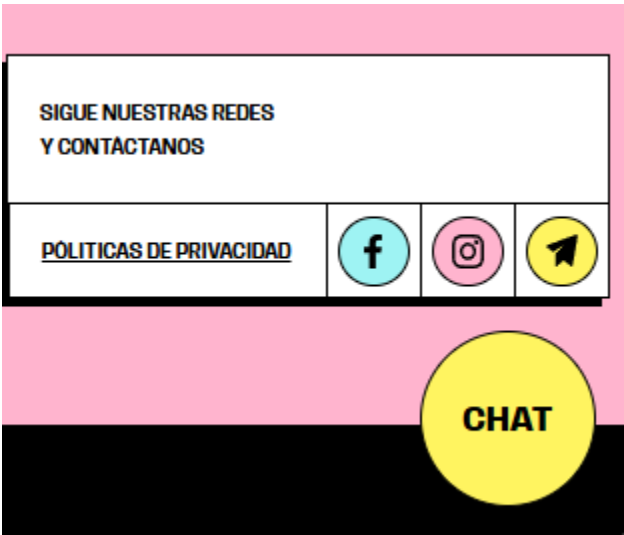 SIGUE NUESTRAS REDES
Y CONTÁCTANOS
PÓLITICAS DE PRIVACIDAD
CHAT